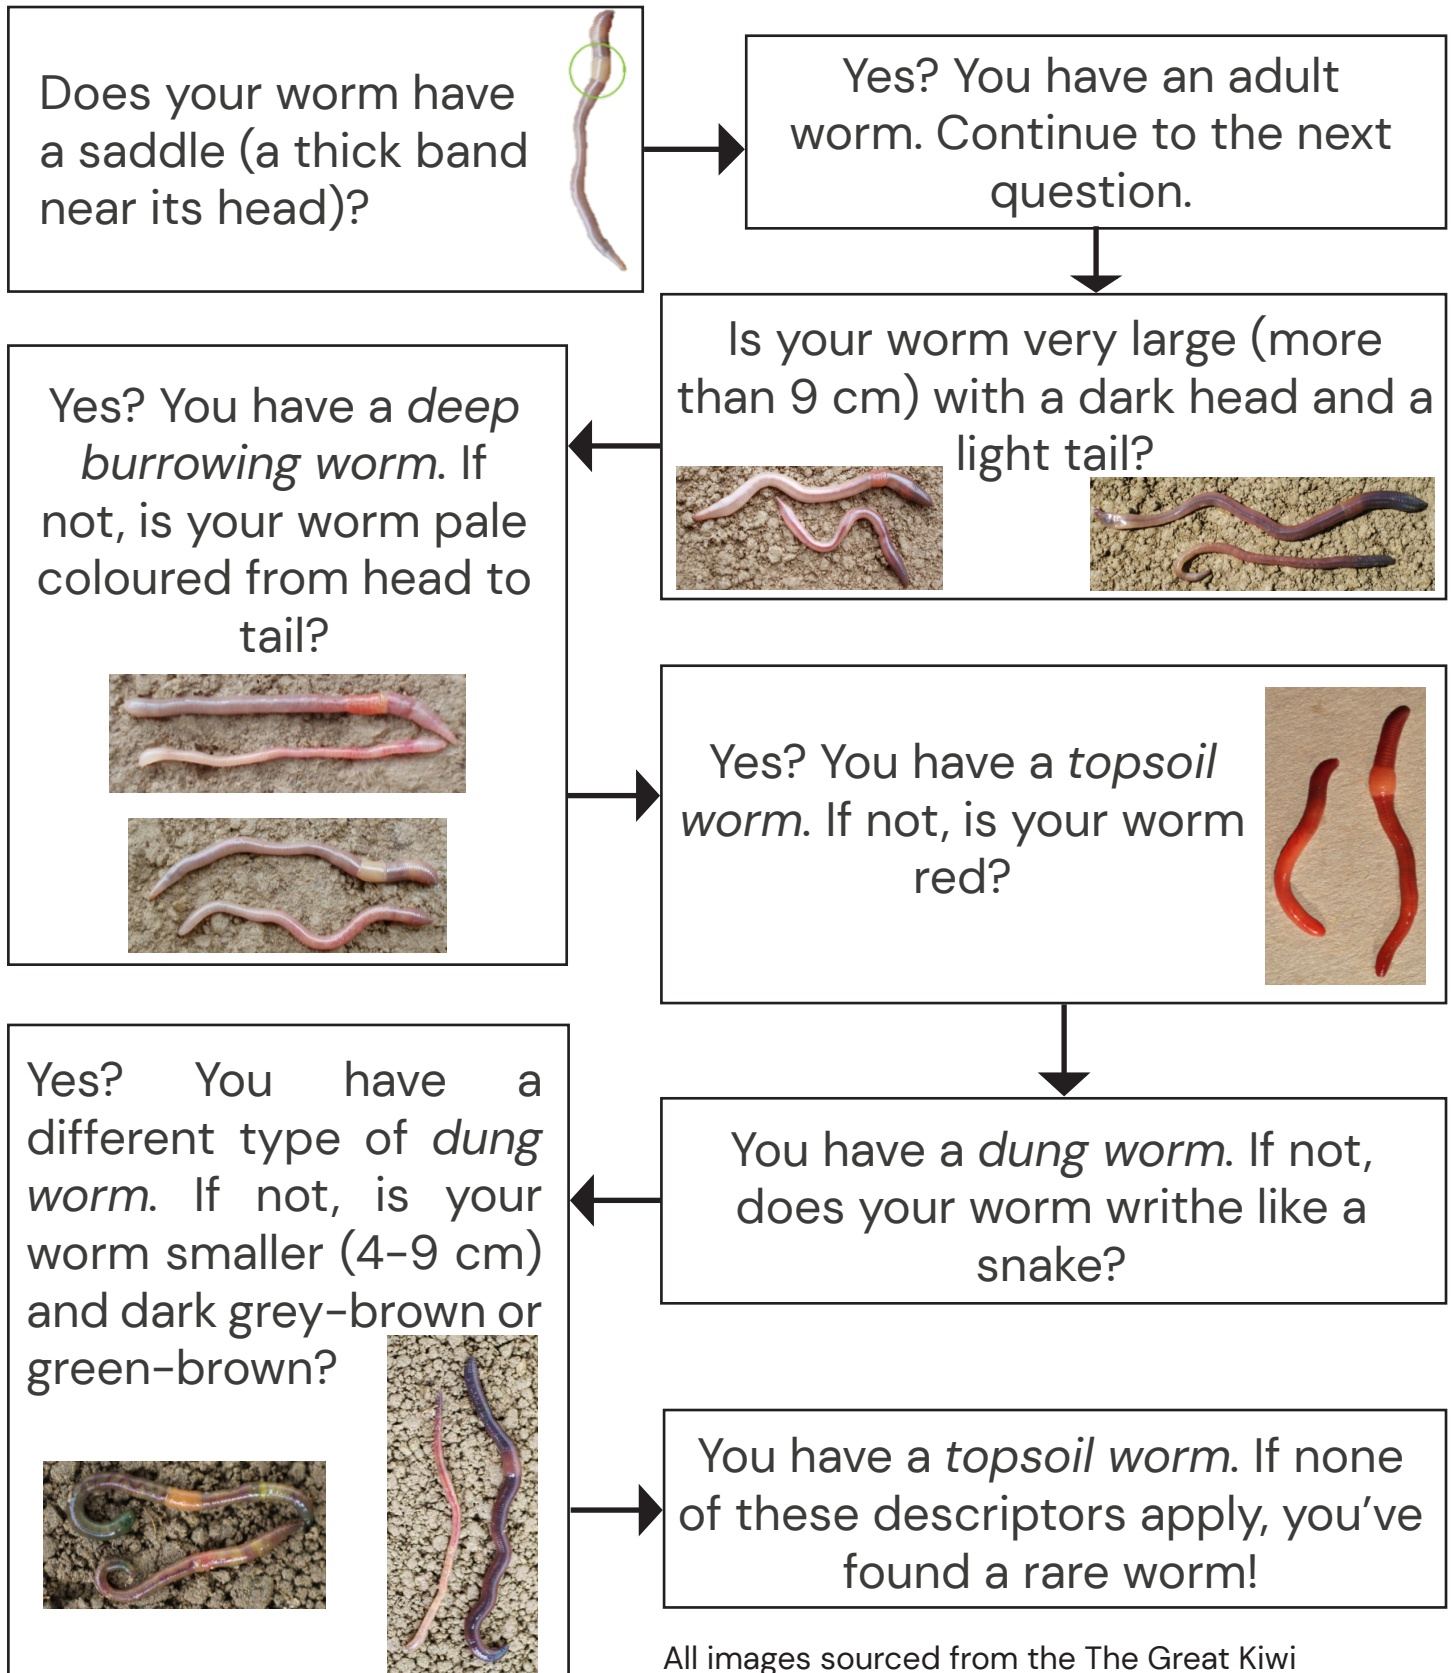 Does your worm have
a saddle (a thick band
near its head)?
Yes? You have an adult
worm. Continue to the next
question.
Is your worm very large (more
than 9 cm) with a dark head and a
light tail?
Yes? You have a deep
burrowing worm. If
not, is your worm pale
coloured from head to
tail?
Yes? You have a topsoil
worm. If not, is your worm
red?
You have a dung worm. If not,
does your worm writhe like a
snake?
Yes? You have a
different type of dung
worm. If not, is your
worm smaller (4-9 cm)
and dark grey-brown or
green-brown?
You have a topsoil worm. If none
of these descriptors apply, you’ve
found a rare worm!
All images sourced from the The Great Kiwi